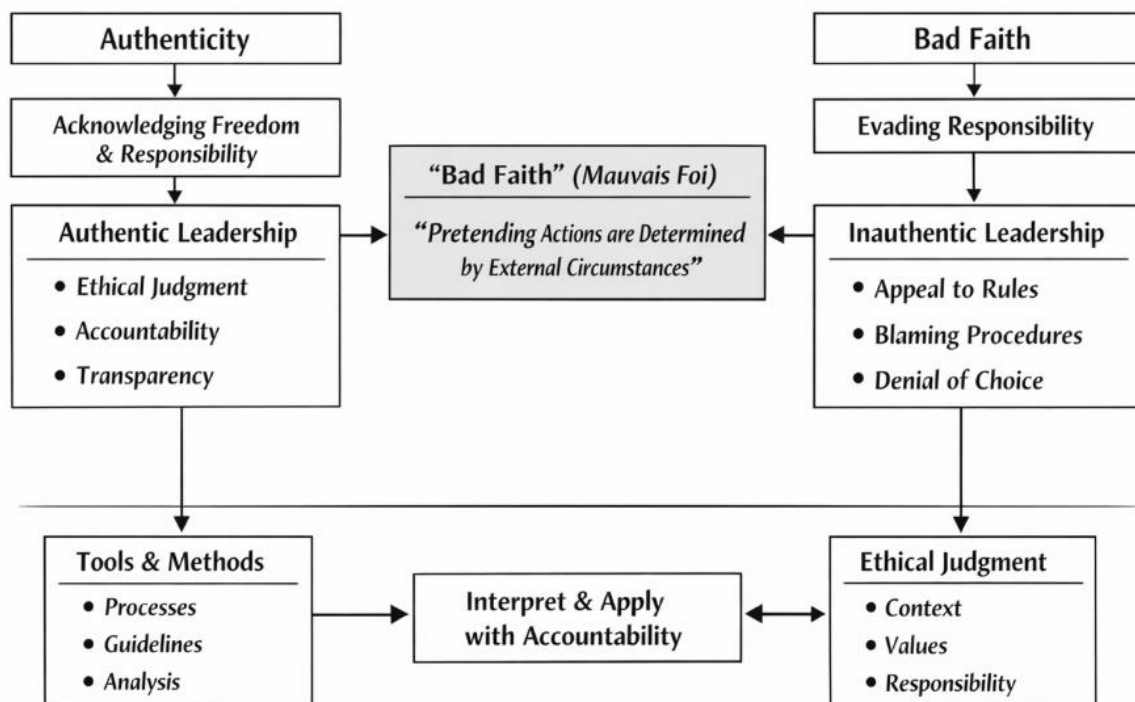 Authenticity
Acknowledging Freedom
& Responsibility
Authentic Leadership
• Ethical Judgment
• Accountability
• Transparency
“Bad Faith” (Mauvais Foi)
“Pretending Actions are Determined
by External Circumstances”
Bad Faith
Evading Responsibility
Inauthentic Leadership
• Appeal to Rules
• Blaming Procedures
• Denial of Choice
Tools & Methods
• Processes
• Guidelines
• Analysis
Interpret & Apply
with Accountability
Ethical Judgment
• Context
• Values
• Responsibility